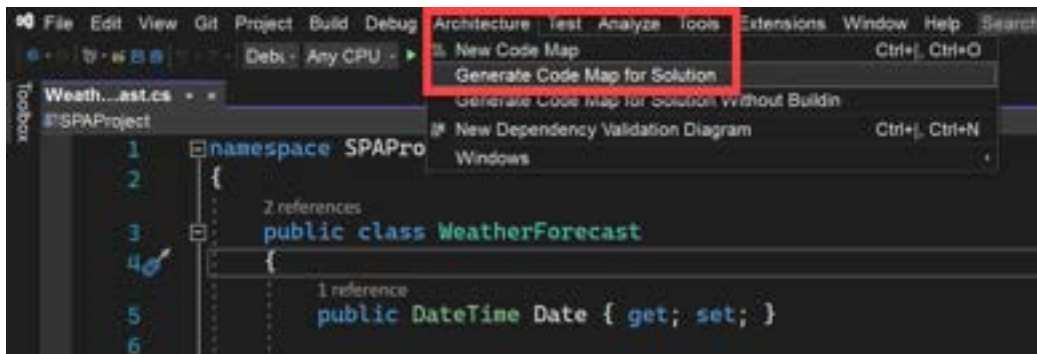 File Edit View Git Project Build Debug Architecture Test Analyze Tools Extensions Window Help Search
Debu Any CPU
New Code Map Ctrl+|, Ctrl+O
Generate Code Map for Solution
Generate Code Map for Solution Without Buildin
New Dependency Validation Diagram Ctrl+|, Ctrl+N
Windows
Toolbox
Weath...ast.cs
SPAProject
1 namespace SPAPro
2 {
2 references
3 public class WeatherForecast
4 {
1 reference
5 public DateTime Date { get; set; }
6